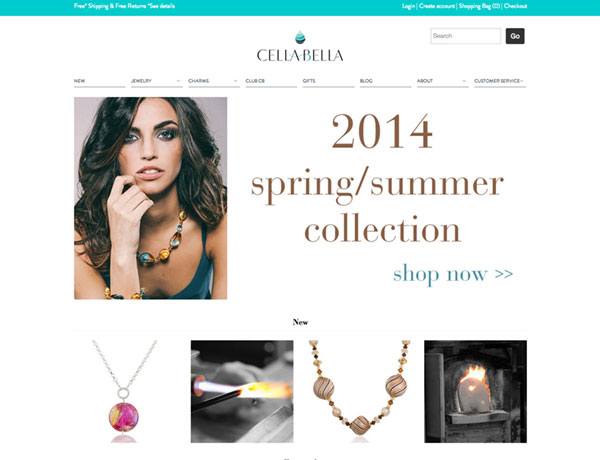 Free* Shipping & Free Returns *See details
Login | Create account | Shopping Bag (0) | Checkout
Search
Go
CELLA-BELLA
NEW
JEWELRY
CHARMS
CLUB CB
GIFTS
BLOG
ABOUT
CUSTOMER SERVICE
2014
spring/summer
collection
shop now >>
New